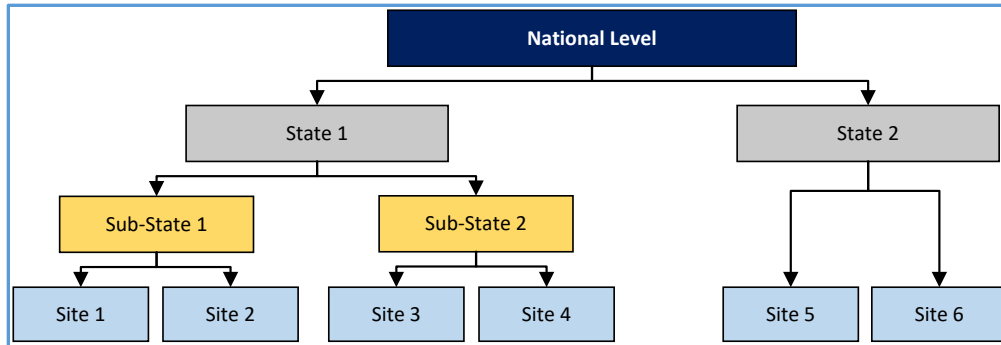 National Level
State 1
State 2
Sub-State 1
Sub-State 2
Site 1
Site 2
Site 3
Site 4
Site 5
Site 6